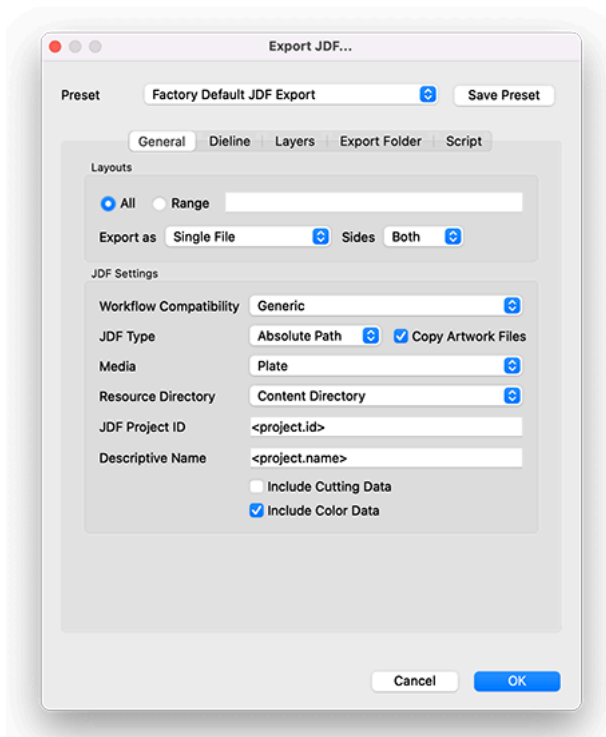 Export JDF...
Preset Factory Default JDF Export Save Preset
General Dieline Layers Export Folder Script
Layouts
All Range
Export as Single File Sides Both
JDF Settings
Workflow Compatibility Generic
JDF Type Absolute Path Copy Artwork Files
Media Plate
Resource Directory Content Directory
JDF Project ID <project.id>
Descriptive Name <project.name>
Include Cutting Data
Include Color Data
Cancel OK